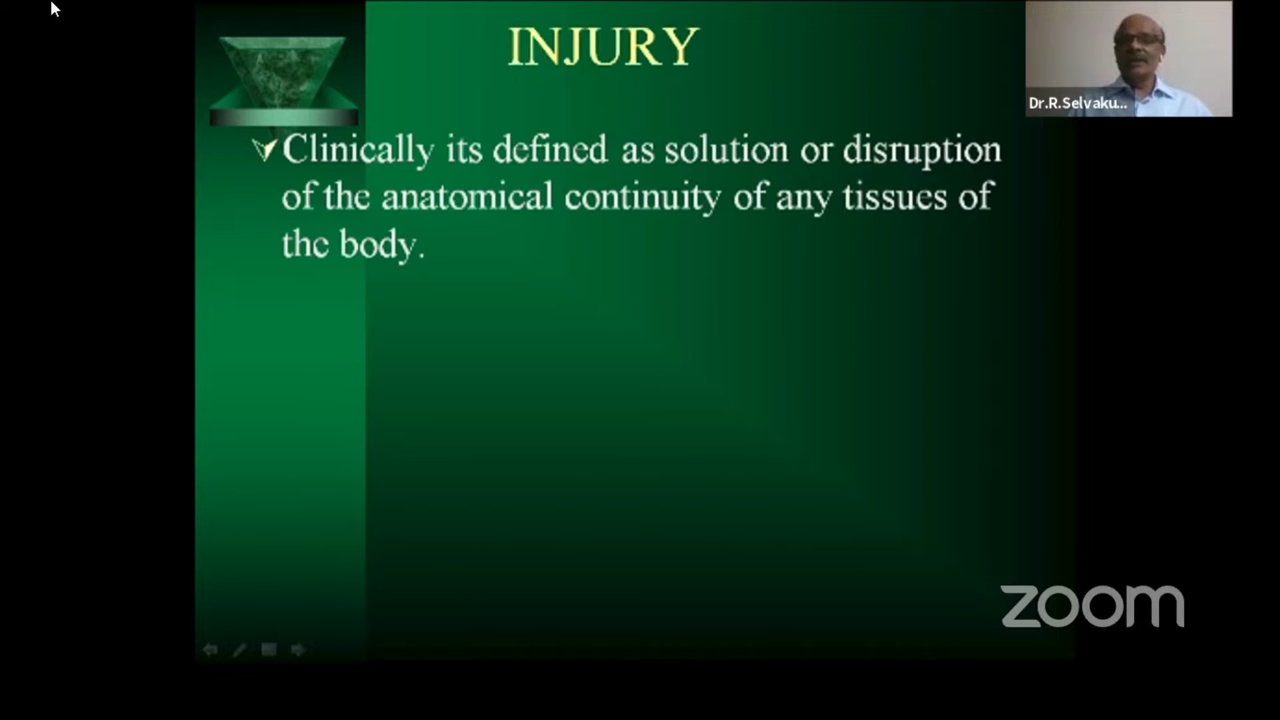 INJURY
Clinically its defined as solution or disruption
of the anatomical continuity of any tissues of
the body.
Dr.R.Selvaku...
zoom